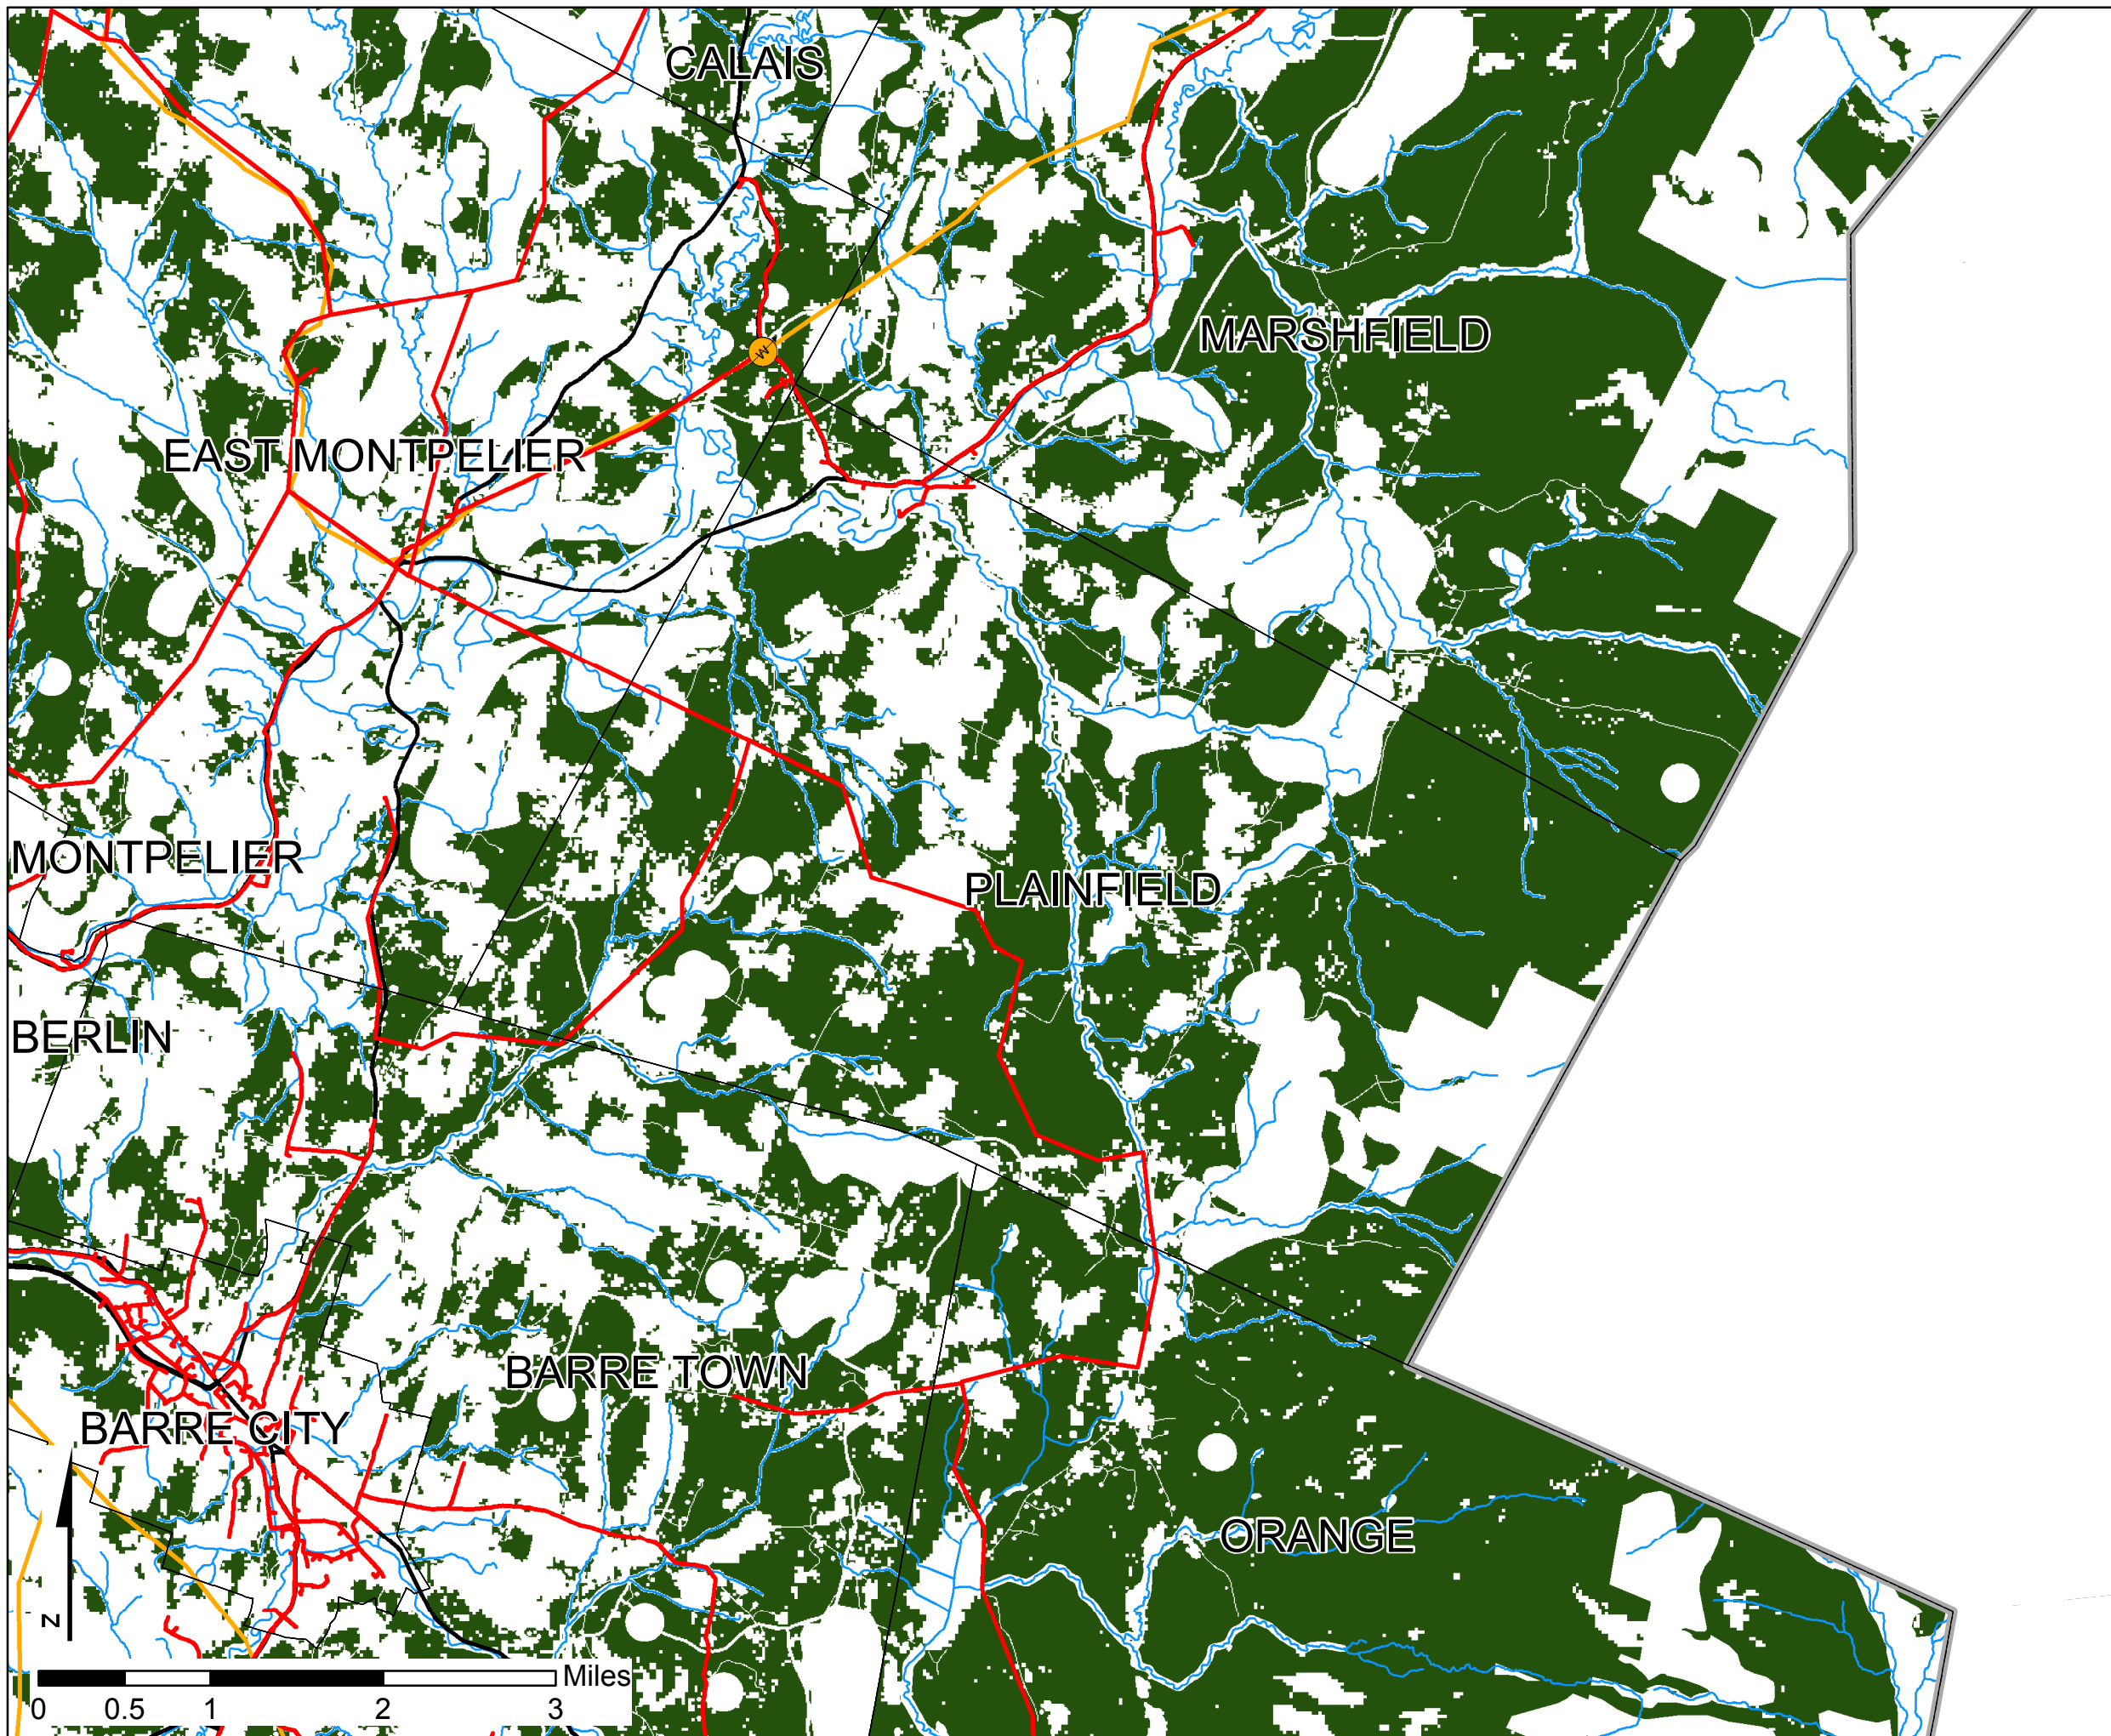 CALAIS
MARSHFIELD
W
EAST MONTPELIER
MONTPELIER
PLAINFIELD
BERLIN
BARRE TOWN
BARRE CITY
ORANGE
N
Miles
0 0.5 1 2 3